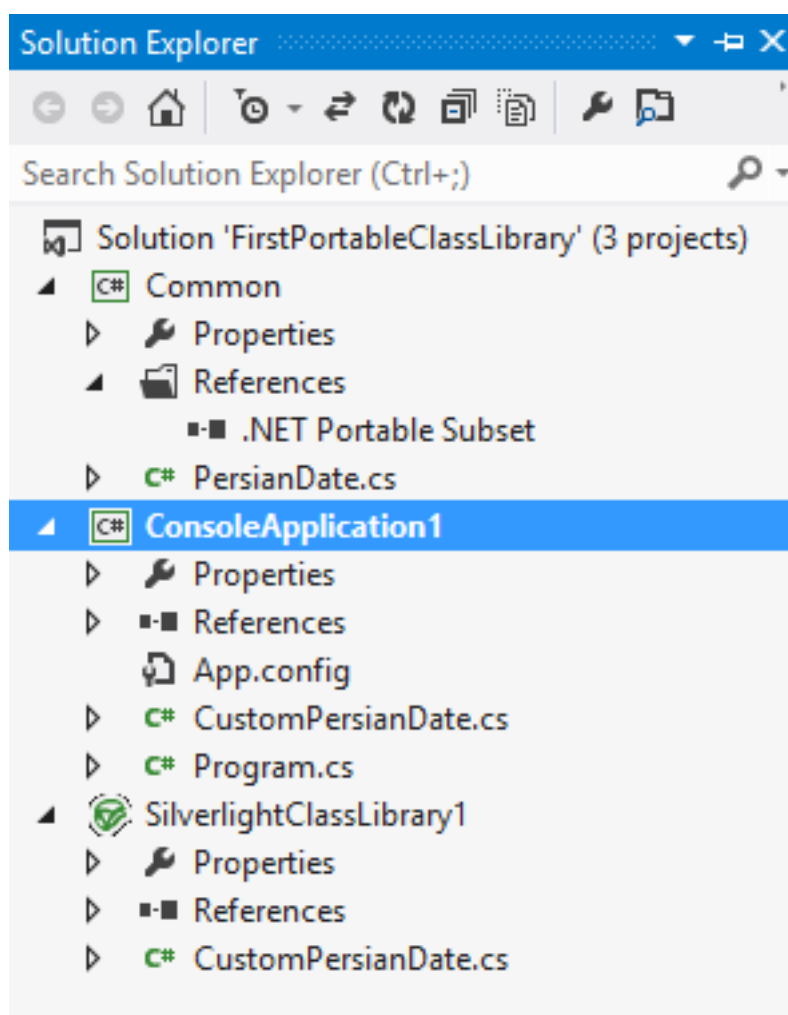 Solution Explorer
Search Solution Explorer (Ctrl+;)
Solution 'FirstPortableClassLibrary' (3 projects)
C# Common
Properties
References
.NET Portable Subset
C# PersianDate.cs
C# ConsoleApplication1
Properties
References
App.config
C# CustomPersianDate.cs
C# Program.cs
SilverlightClassLibrary1
Properties
References
C# CustomPersianDate.cs